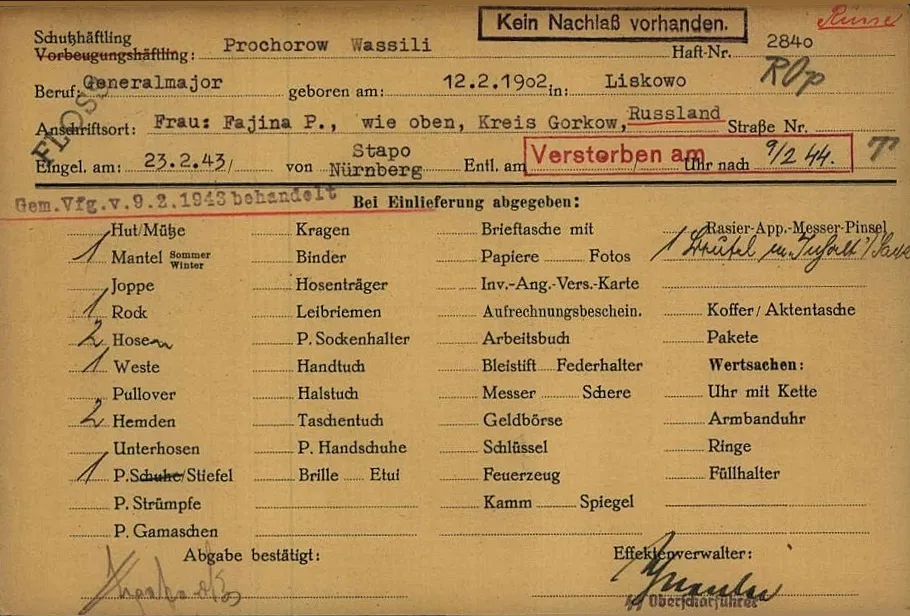 Kein Nachlaß vorhanden.
Russe
Schutzhäftling
Vorbeugungshäftling: Prochorow Wassili Haft-Nr. 2840
Beruf: Generalmajor geboren am: 12.2.1902 in: Liskowo
FLOSS
Anschriftsort: Frau: Fajina P., wie oben, Kreis Gorkow, Russland Straße Nr.
Eingel. am: 23.2.43/ von Stapo Nürnberg Entl. am Uhr nach
Verstorben am 9/2 44. T
Gem.Vfg.v.9.2.1943 behandelt
Bei Einlieferung abgegeben:
Hut/Mütze Kragen Brieftasche mit Rasier-App.-Messer-Pinsel
1 Mantel Sommer Winter Binder Papiere Fotos 1 Beutel m. Inhalt
Joppe Hosenträger Inv.-Ang.-Vers.-Karte
1 Rock Leibriemen Aufrechnungsbeschein. Koffer/Aktentasche
2 Hosen P. Sockenhalter Arbeitsbuch Pakete
1 Weste Handtuch Bleistift Federhalter Wertsachen:
Pullover Halstuch Messer Schere Uhr mit Kette
2 Hemden Taschentuch Geldbörse Armbanduhr
Unterhosen P. Handschuhe Schlüssel Ringe
1 P.Schuhe/Stiefel Brille Etui Feuerzeug Füllhalter
P. Strümpfe Kamm Spiegel
P. Gamaschen
Abgabe bestätigt: Effektenverwalter:
Oberscharführer